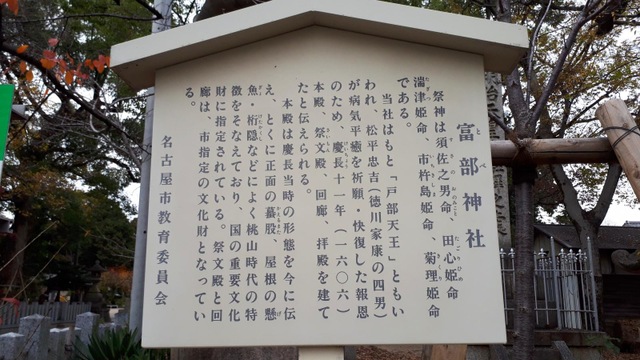 富部神社
祭神は須佐之男命、田心姫命
湍津姫命、市杵島姫命、菊理姫命
である。
当社はもと「戸部天王」ともい
われ、松平忠吉(徳川家康の四男)
が病気平癒を祈願・快復した報恩
のため、慶長十一年(一六〇六)
本殿、祭文殿、回廊、拝殿を建て
たと伝えられる。
本殿は慶長当時の形態を今に伝
え、とくに正面の蟇股、屋根の懸
魚・桁隠などによく桃山時代の特
徴をそなえており、国の重要文化
財に指定されている。祭文殿と回
廊は、市指定の文化財となってい
る。
名古屋市教育委員会